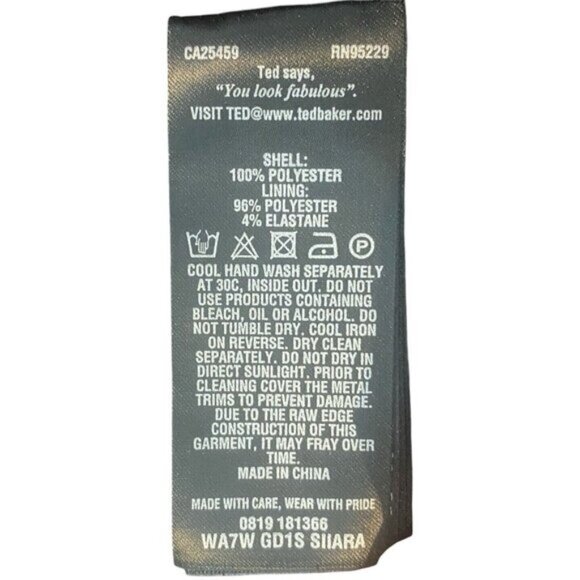 CA25459 RN95229
Ted says,
"You look fabulous".
VISIT TED@www.tedbaker.com
SHELL:
100% POLYESTER
LINING:
96% POLYESTER
4% ELASTANE
P
COOL HAND WASH SEPARATELY
AT 30C, INSIDE OUT. DO NOT
USE PRODUCTS CONTAINING
BLEACH, OIL OR ALCOHOL. DO
NOT TUMBLE DRY. COOL IRON
ON REVERSE. DRY CLEAN
SEPARATELY. DO NOT DRY IN
DIRECT SUNLIGHT. PRIOR TO
CLEANING COVER THE METAL
TRIMS TO PREVENT DAMAGE.
DUE TO THE RAW EDGE
CONSTRUCTION OF THIS
GARMENT, IT MAY FRAY OVER
TIME.
MADE IN CHINA
MADE WITH CARE, WEAR WITH PRIDE
0819 181366
WA7W GD1S SIIARA